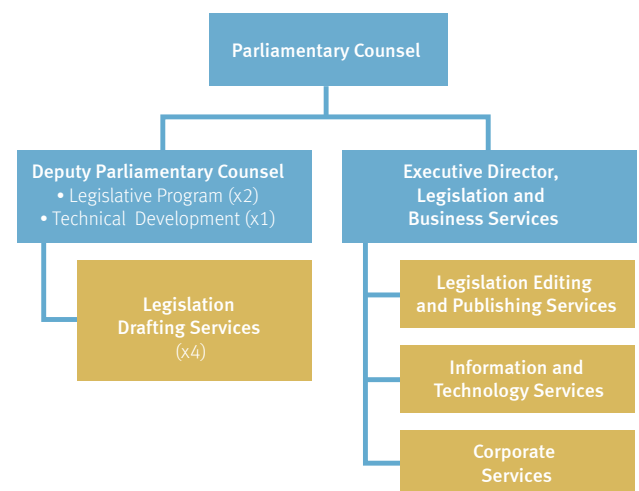 Parliamentary Counsel
Deputy Parliamentary Counsel
• Legislative Program (x2)
• Technical Development (x1)
Legislation
Drafting Services
(x4)
Executive Director,
Legislation and
Business Services
Legislation Editing
and Publishing Services
Information and
Technology Services
Corporate
Services